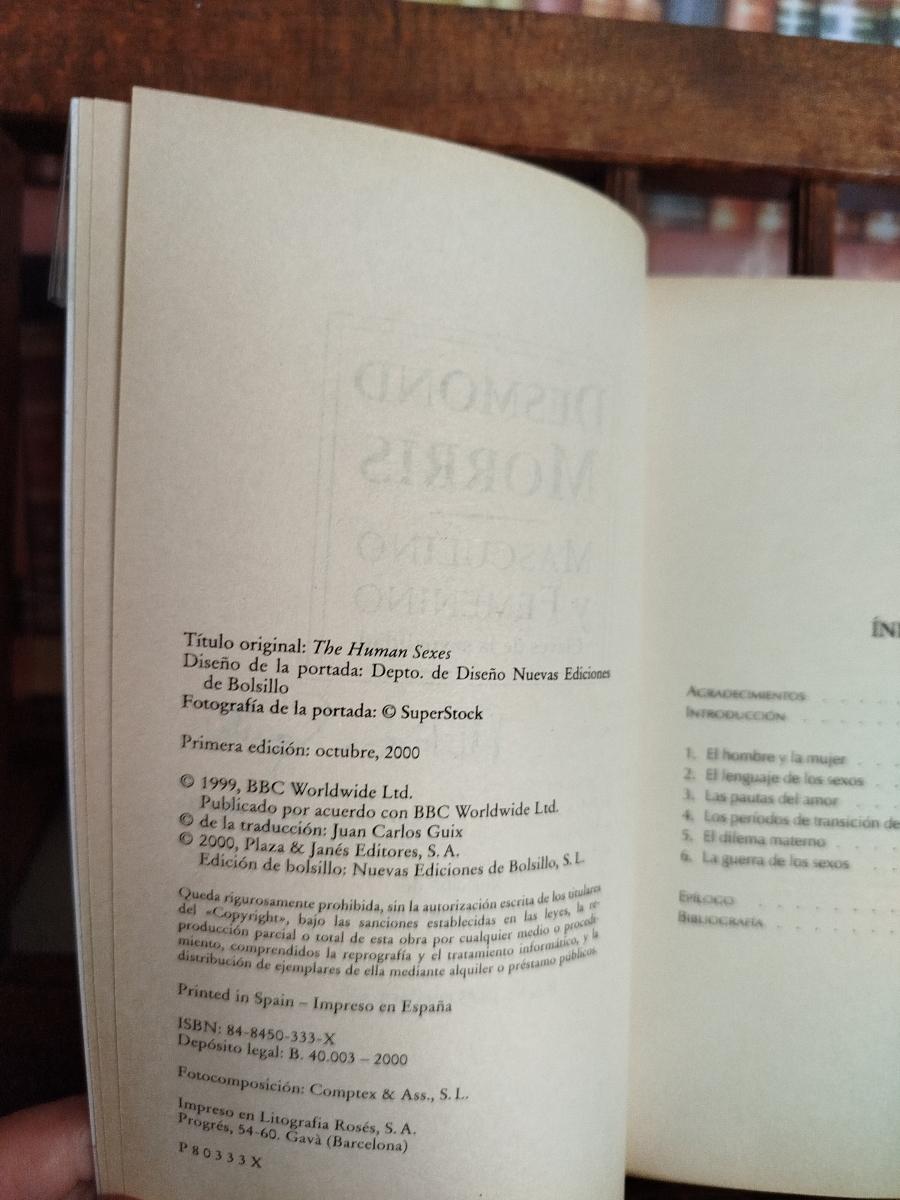 Título original: The Human Sexes
Diseño de la portada: Depto. de Diseño Nuevas Ediciones
de Bolsillo
Fotografía de la portada: © SuperStock
Primera edición: octubre, 2000
© 1999, BBC Worldwide Ltd.
Publicado por acuerdo con BBC Worldwide Ltd.
© de la traducción: Juan Carlos Guix
© 2000, Plaza & Janés Editores, S. A.
Edición de bolsillo: Nuevas Ediciones de Bolsillo, S. L.
Queda rigurosamente prohibida, sin la autorización escrita de los titulares
del «Copyright», bajo las sanciones establecidas en las leyes, la re-
producción parcial o total de esta obra por cualquier medio o procedi-
miento, comprendidos la reprografía y el tratamiento informático, y la
distribución de ejemplares de ella mediante alquiler o préstamo públicos.
Printed in Spain – Impreso en España
ISBN: 84-8450-333-X
Depósito legal: B. 40.003 – 2000
Fotocomposición: Comptex & Ass., S. L.
Impreso en Litografía Rosés, S. A.
Progrés, 54-60. Gavà (Barcelona)
P 80333X
DESMOND
MORRIS
MASCULINO
Y FEMENINO
AGRADECIMIENTOS
INTRODUCCIÓN
1. El hombre y la mujer
2. El lenguaje de los sexos
3. Las pautas del amor
4. Los períodos de transición de
5. El dilema materno
6. La guerra de los sexos
EPÍLOGO
BIBLIOGRAFÍA